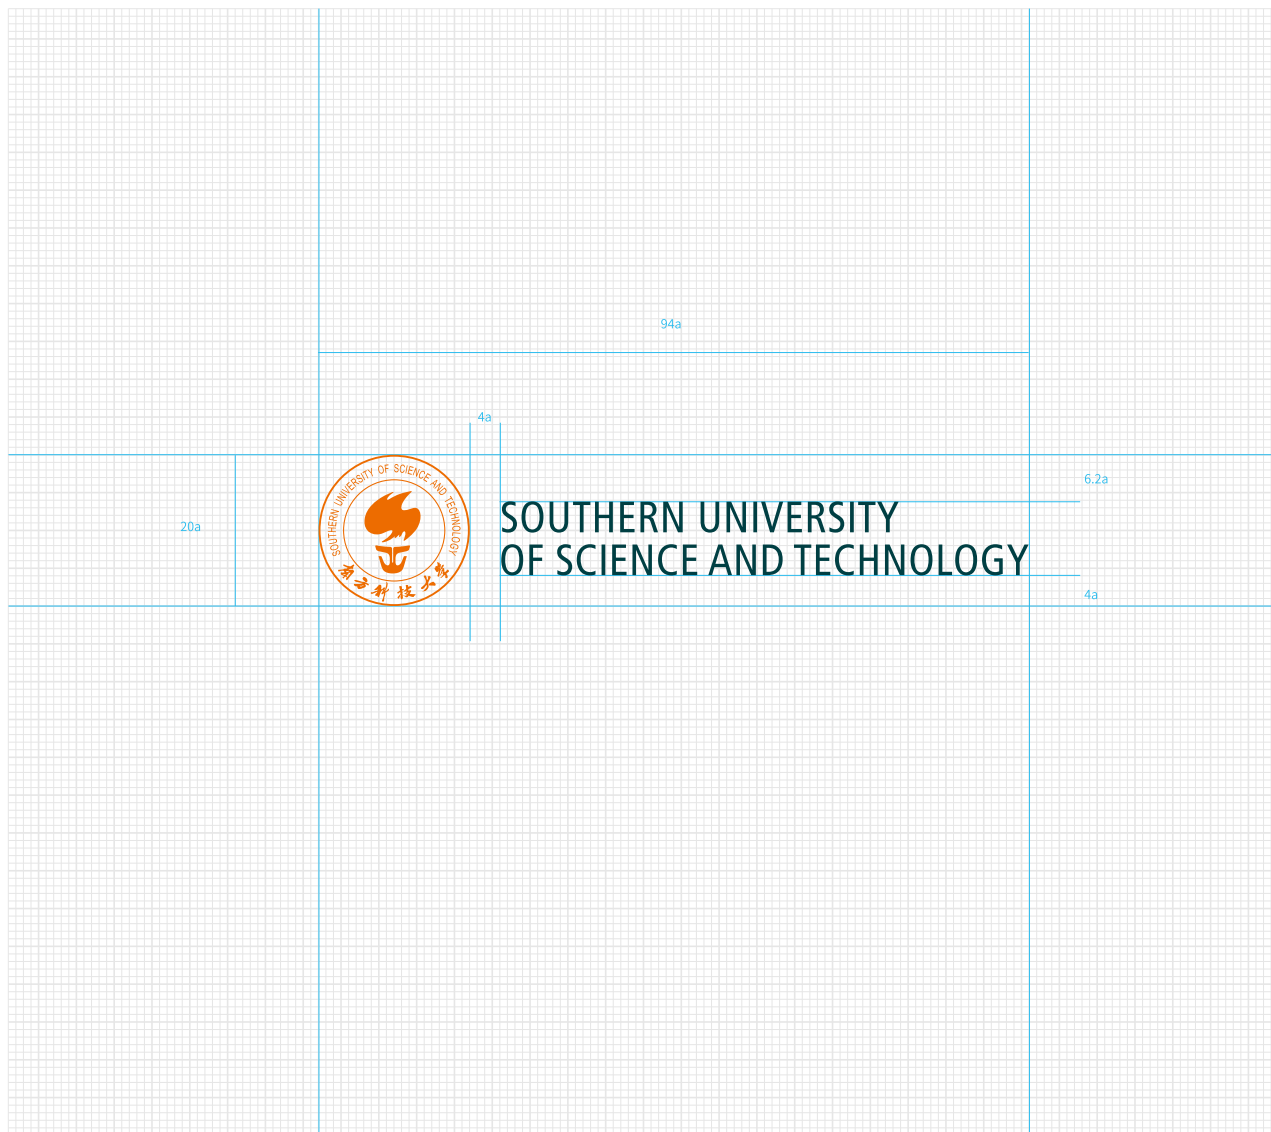 94a
4a
6.2a
20a
SOUTHERN UNIVERSITY OF SCIENCE AND TECHNOLOGY
南方科技大学
SOUTHERN UNIVERSITY
OF SCIENCE AND TECHNOLOGY
4a